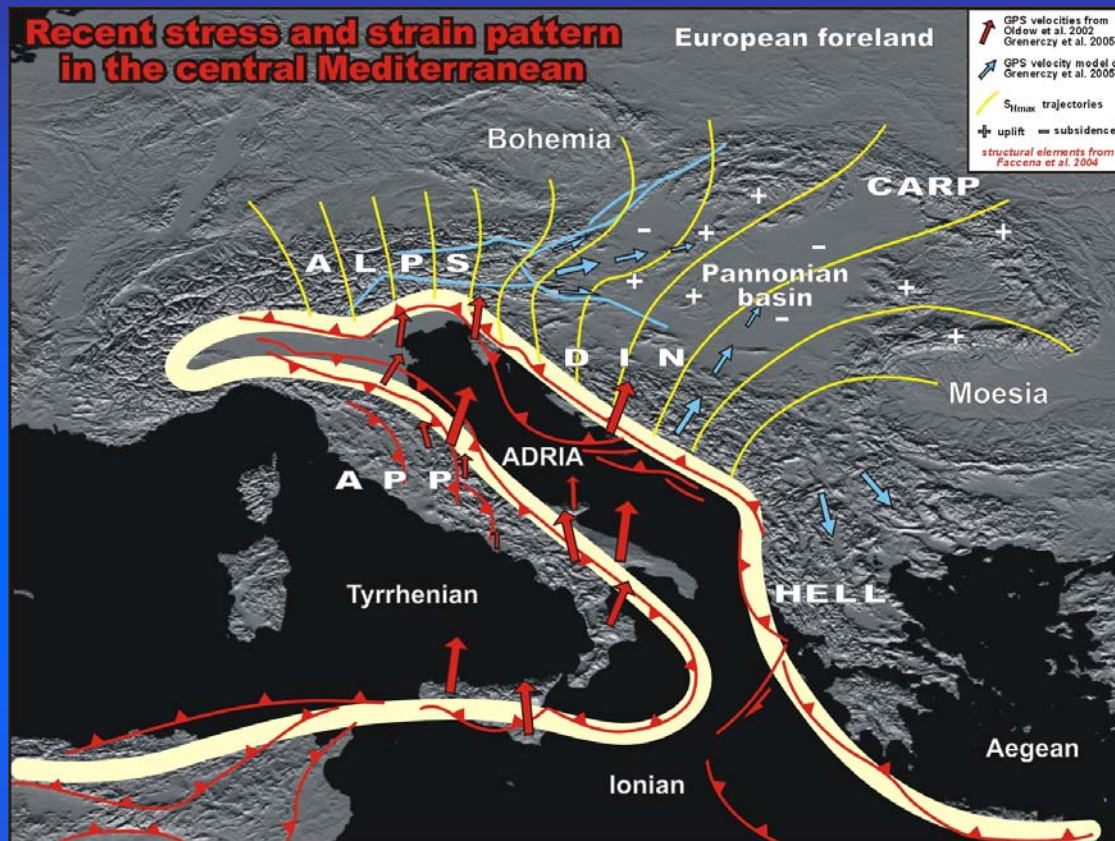 Recent stress and strain pattern
in the central Mediterranean
European foreland
GPS velocities from
Oldow et al. 2002
Grenerczy et al. 2005
GPS velocity model o
Grenerczy et al. 2005
SHmax trajectories
uplift
subsidence
structural elements from
Faccena et al. 2004
Bohemia
CARP
ALPS
Pannonian
basin
DIN
Moesia
ADRIA
APP
Tyrrhenian
HELL
Aegean
Ionian